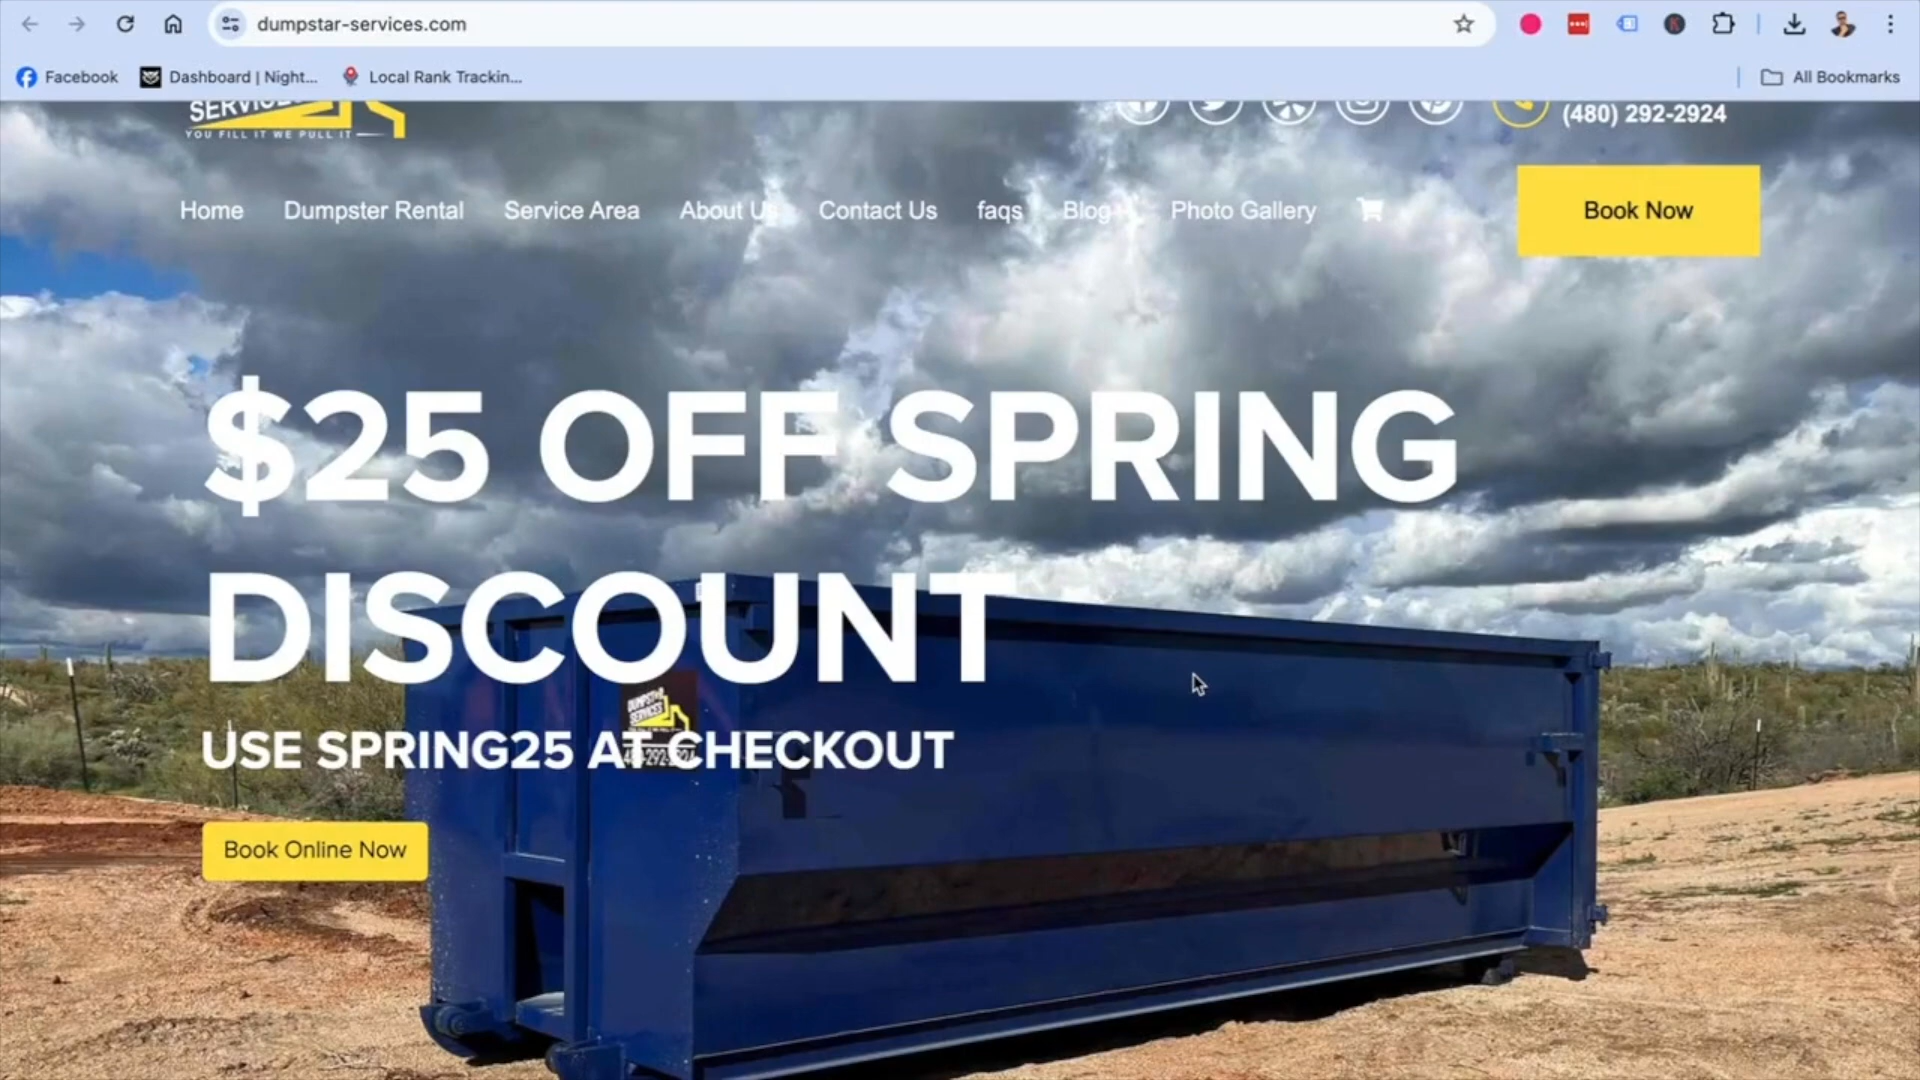 dumpstar-services.com
Facebook
Dashboard | Night...
Local Rank Trackin...
All Bookmarks
YOU FILL IT WE PULL IT
(480) 292-2924
Home
Dumpster Rental
Service Area
About Us
Contact Us
faqs
Blog
Photo Gallery
Book Now
$25 OFF SPRING
DISCOUNT
DUMPSTAR
SERVICES
USE SPRING25 AT CHECKOUT
Book Online Now